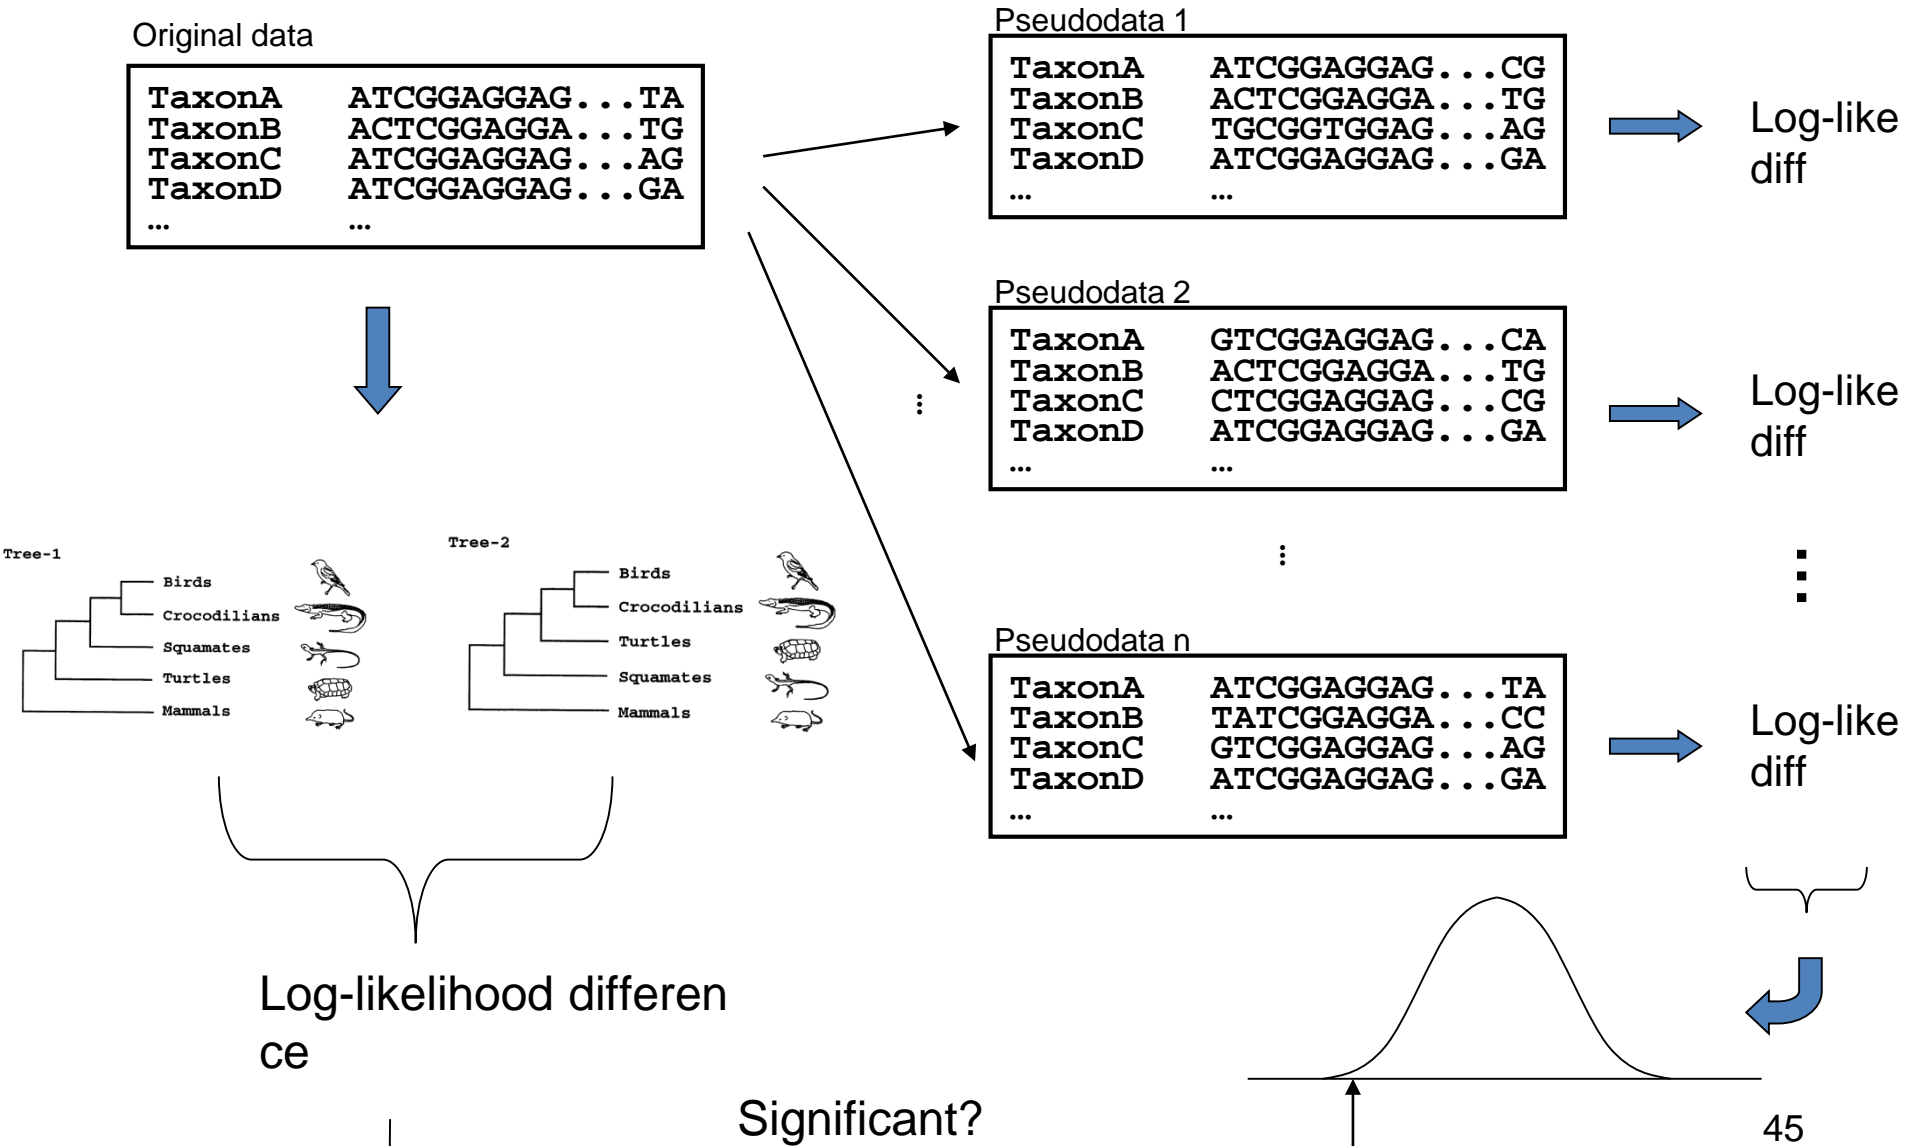 Original data
TaxonA ATCGGAGGAG...TA
TaxonB ACTCGGAGGA...TG
TaxonC ATCGGAGGAG...AG
TaxonD ATCGGAGGAG...GA
… …
Pseudodata 1
TaxonA ATCGGAGGAG...CG
TaxonB ACTCGGAGGA...TG
TaxonC TGCGGTGGAG...AG
TaxonD ATCGGAGGAG...GA
… …
Log-like
diff
Pseudodata 2
TaxonA GTCGGAGGAG...CA
TaxonB ACTCGGAGGA...TG
TaxonC CTCGGAGGAG...CG
TaxonD ATCGGAGGAG...GA
… …
Log-like
diff
Pseudodata n
TaxonA ATCGGAGGAG...TA
TaxonB TATCGGAGGA...CC
TaxonC GTCGGAGGAG...AG
TaxonD ATCGGAGGAG...GA
… …
Log-like
diff
Tree-1
Birds
Crocodilians
Squamates
Turtles
Mammals
Tree-2
Birds
Crocodilians
Turtles
Squamates
Mammals
Log-likelihood differen
ce
Significant?
45